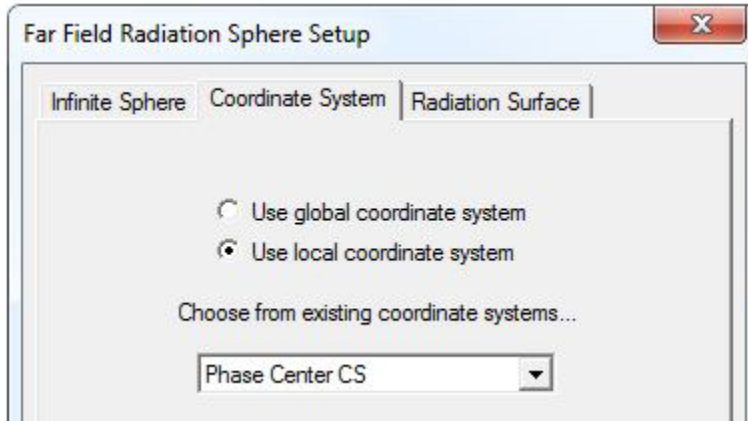 Far Field Radiation Sphere Setup
Infinite Sphere Coordinate System Radiation Surface
Use global coordinate system
Use local coordinate system
Choose from existing coordinate systems...
Phase Center CS